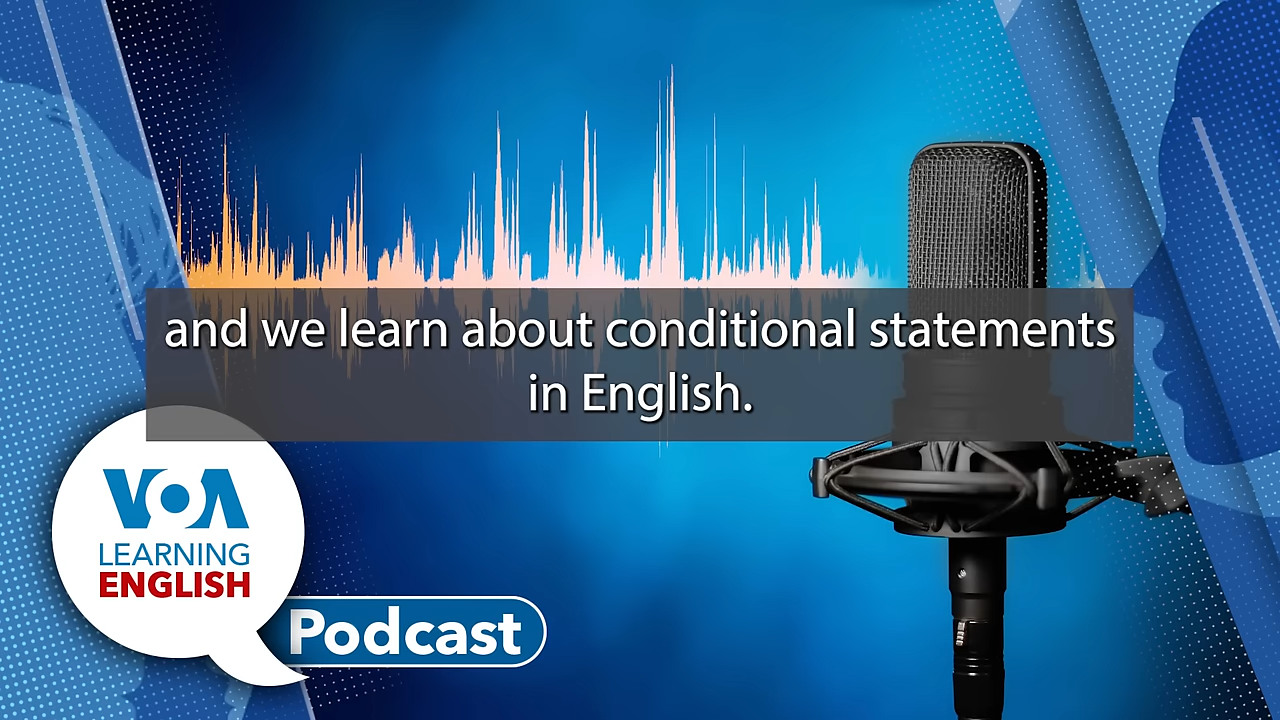 and we learn about conditional statements
in English.
VOA
LEARNING
ENGLISH
Podcast